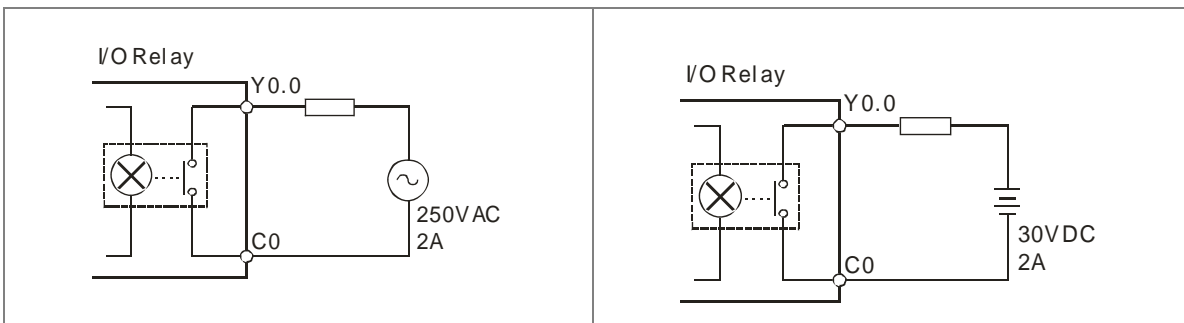 I/O Relay
Y0.0
250VAC
2A
C0
I/O Relay
Y0.0
30VDC
2A
C0